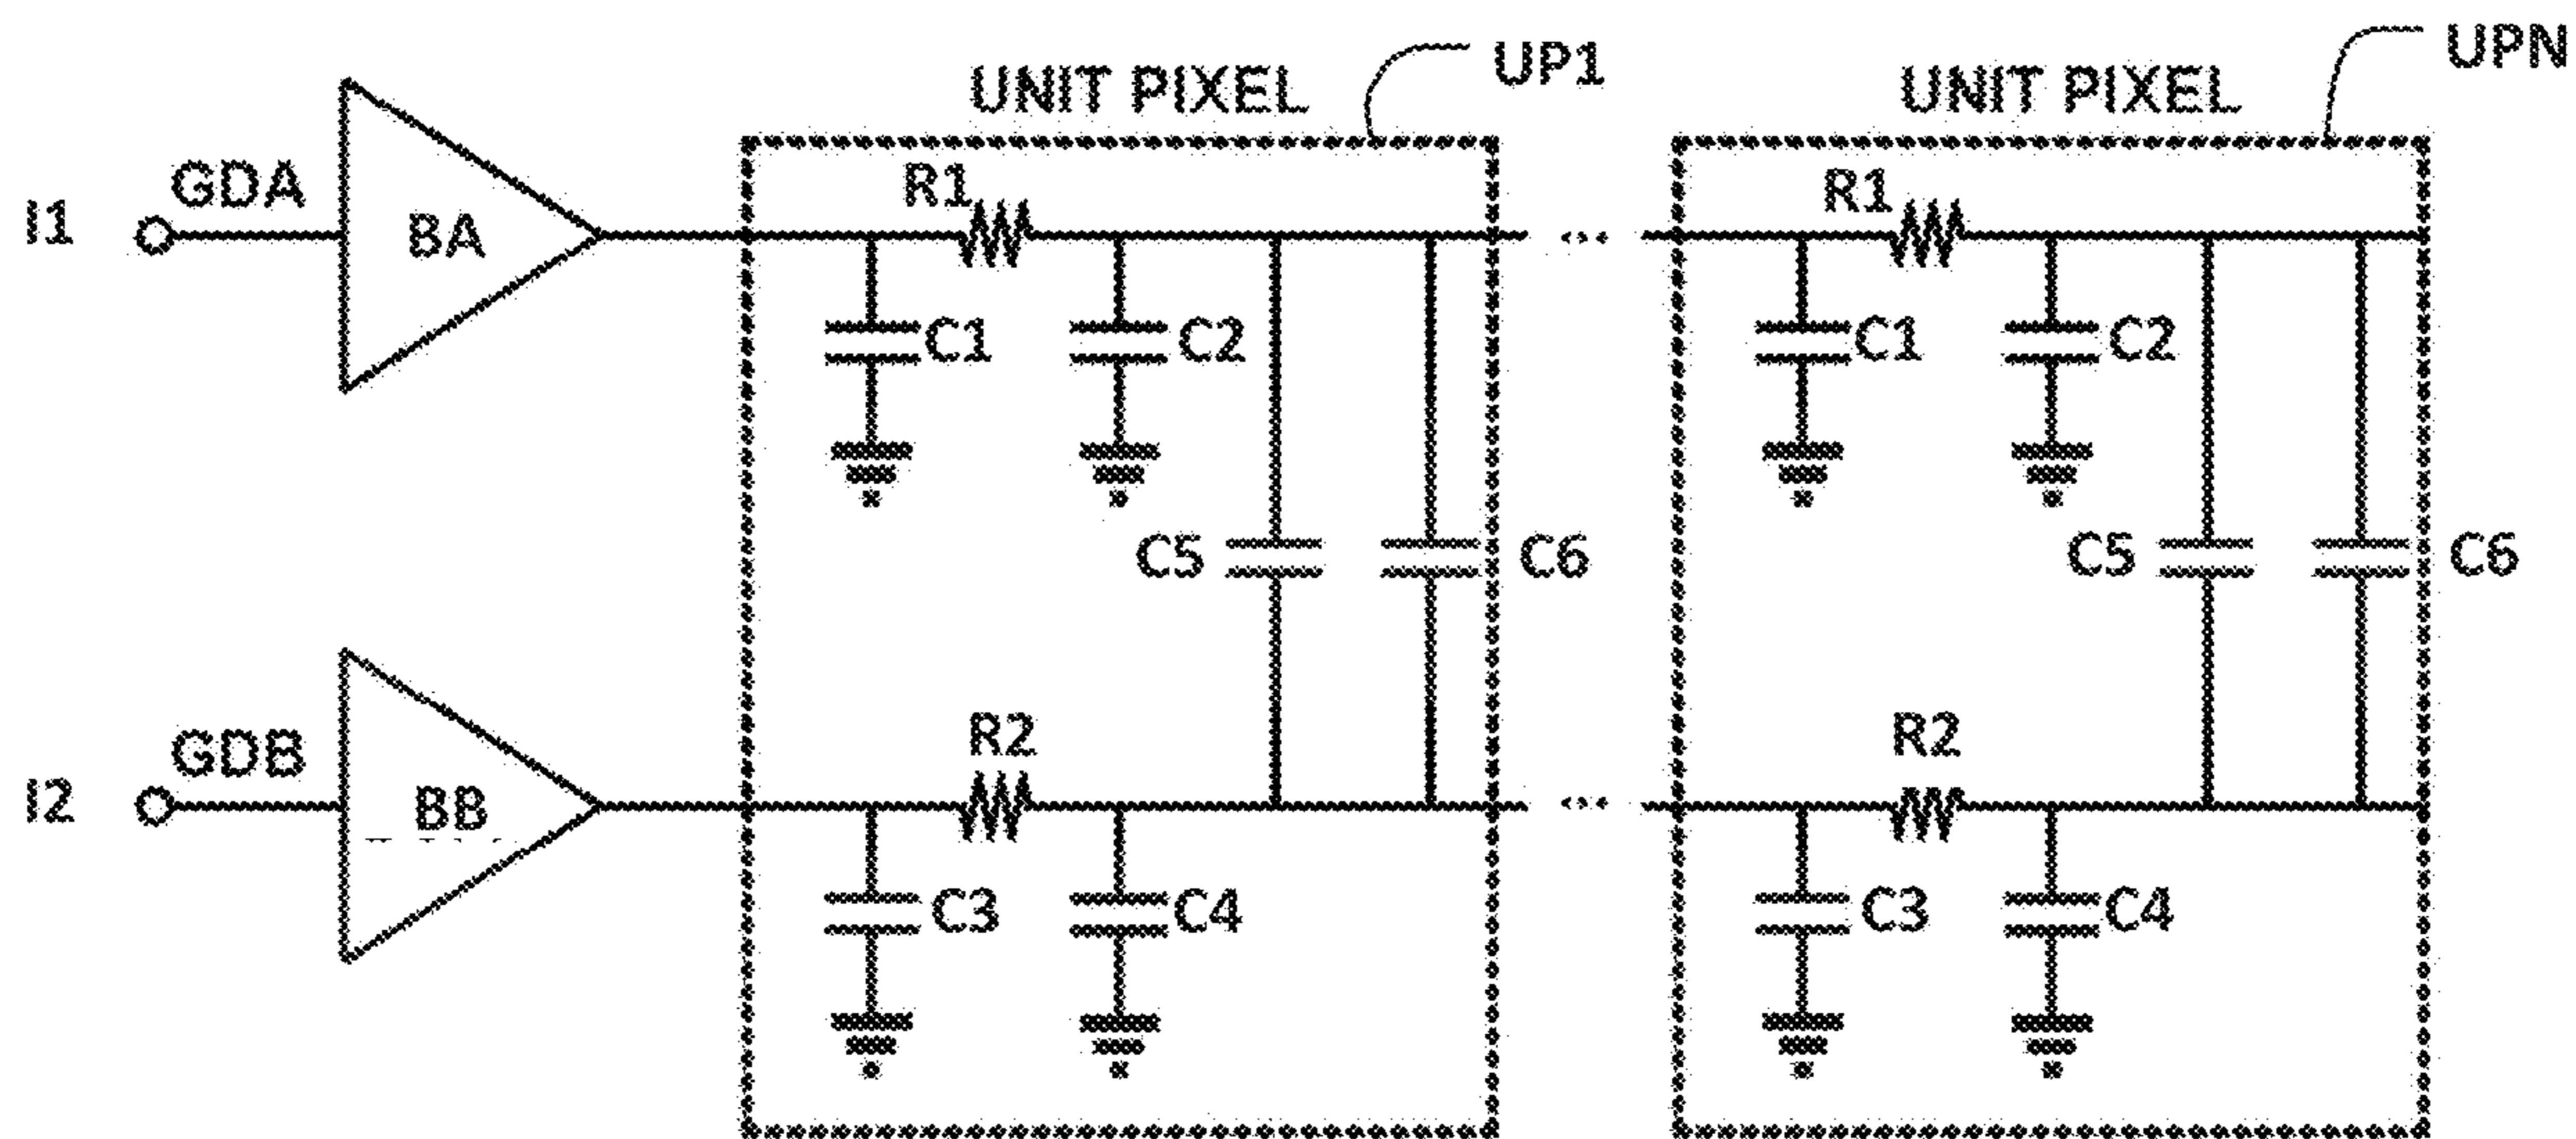 UNIT PIXEL
UP1
UNIT PIXEL
UPN
I1
GDA
BA
R1
C1
C2
R1
C1
C2
C5
C6
C5
C6
I2
GDB
BB
R2
C3
C4
R2
C3
C4